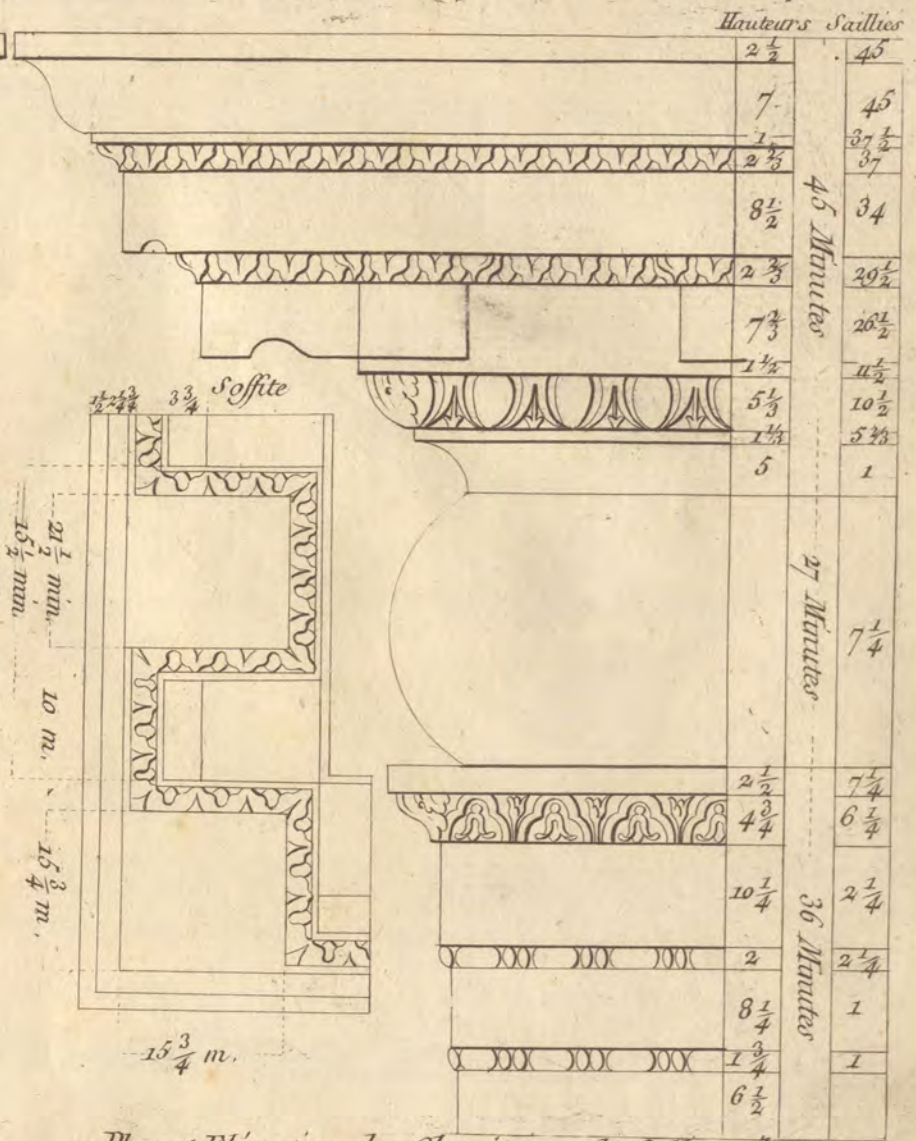 Hauteurs Saillies
2 1/2 45
7 45
1 37 1/2
2 2/3 37
8 1/2 34
2 2/3 29 1/2
7 2/3 26 1/2
1 1/2 11 1/2
5 1/3 10 1/2
1 1/3 5 2/3
5 1
45 Minutes
27 Minutes
7 1/4
2 1/2 7 1/4
4 3/4 6 1/4
10 1/4 2 1/4
2 2 1/4
8 1/4 1
1 3/4 1
6 1/2
36 Minutes
Soffite
3 3/4
21 1/2 min.
15 1/2 min.
10 m.
15 3/4 m.
15 3/4 m.